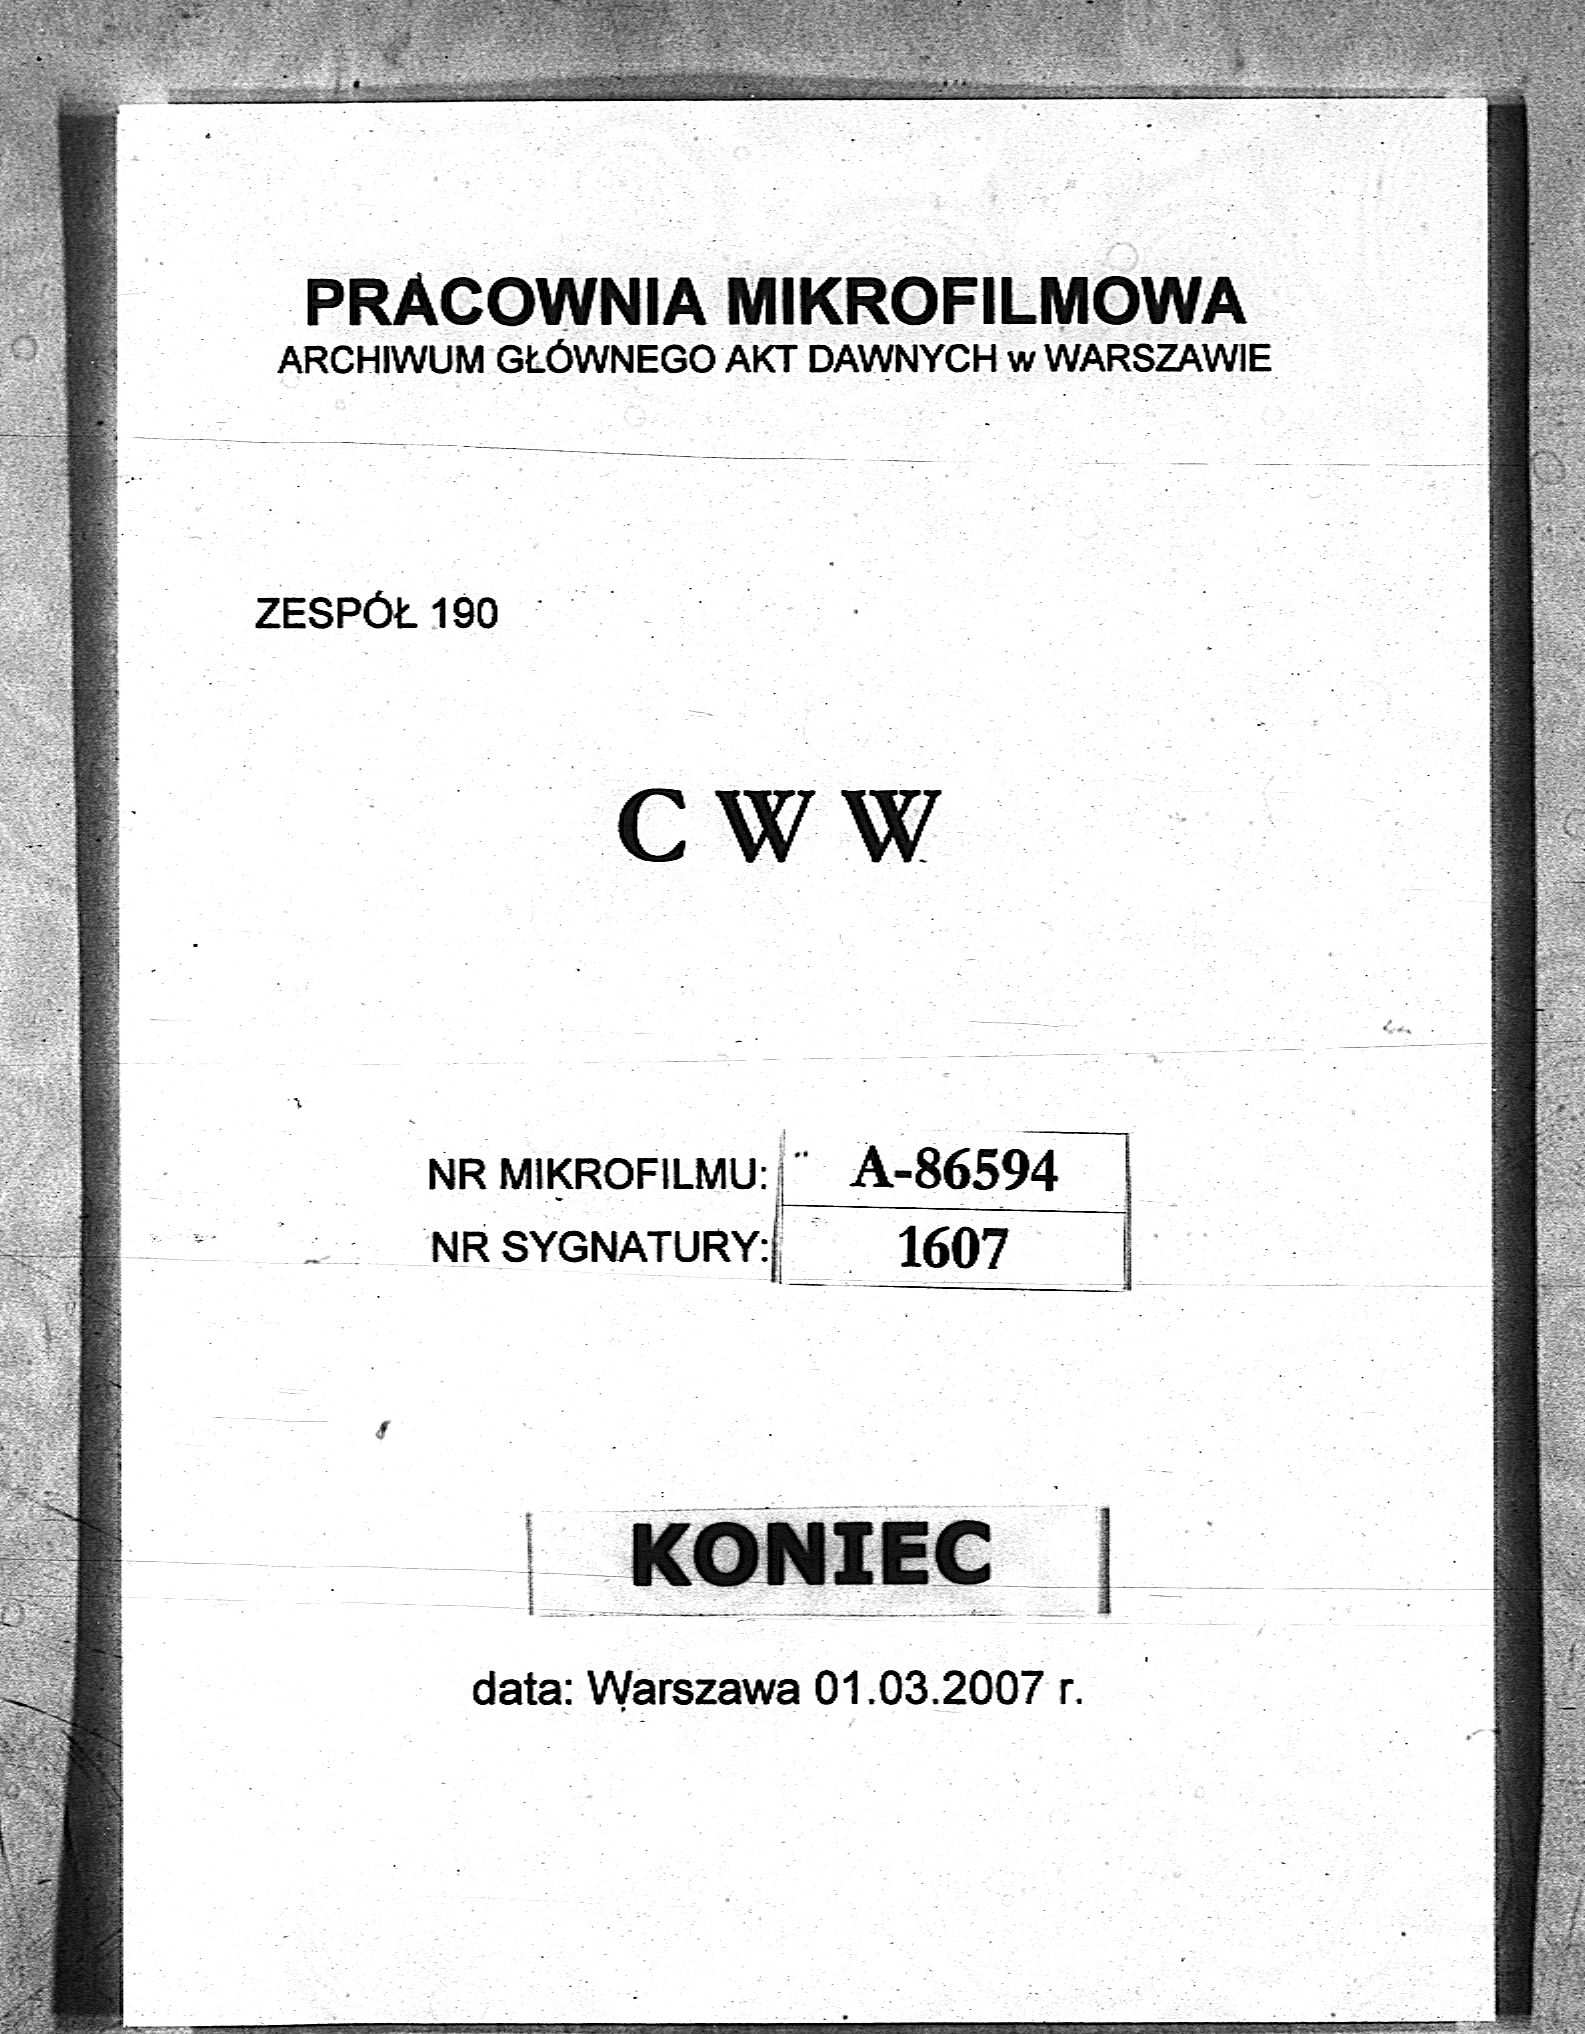 PRACOWNIA MIKROFILMOWA
ARCHIWUM GŁÓWNEGO AKT DAWNYCH w WARSZAWIE
ZESPÓŁ 190
C W W
NR MIKROFILMU: A-86594
NR SYGNATURY: 1607
KONIEC
data: Warszawa 01.03.2007 r.